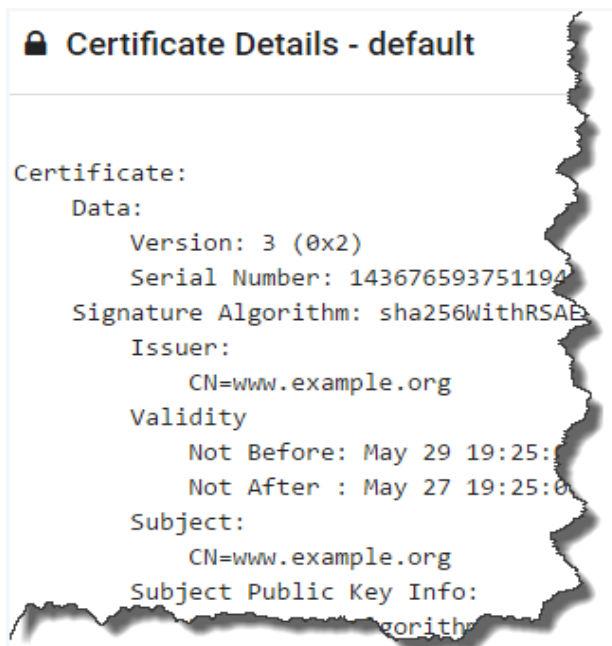 Certificate Details - default
Certificate:
Data:
Version: 3 (0x2)
Serial Number: 143676593751194
Signature Algorithm: sha256WithRSAE
Issuer:
CN=www.example.org
Validity
Not Before: May 29 19:25:
Not After : May 27 19:25:0
Subject:
CN=www.example.org
Subject Public Key Info: